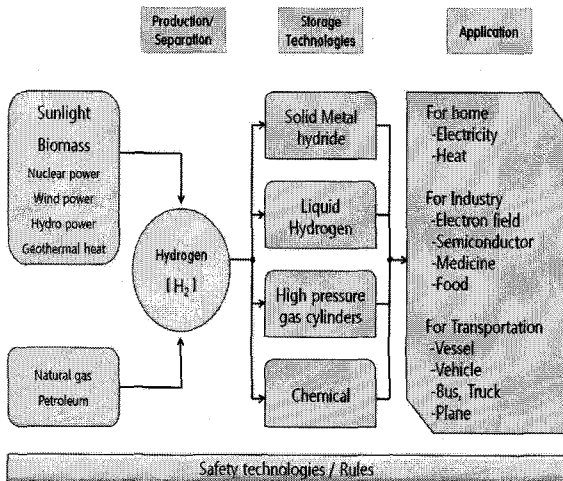 Production/
Separation
Storage
Technologies
Application
Sunlight
Biomass
Nuclear power
Wind power
Hydro power
Geothermal heat
Natural gas
Petroleum
Hydrogen
[H₂]
Solid Metal
hydride
Liquid
Hydrogen
High pressure
gas cylinders
Chemical
For home
-Electricity
-Heat
For Industry
-Electron field
-Semiconductor
-Medicine
-Food
For Transportation
-Vessel
-Vehicle
-Bus, Truck
-Plane
Safety technologies / Rules